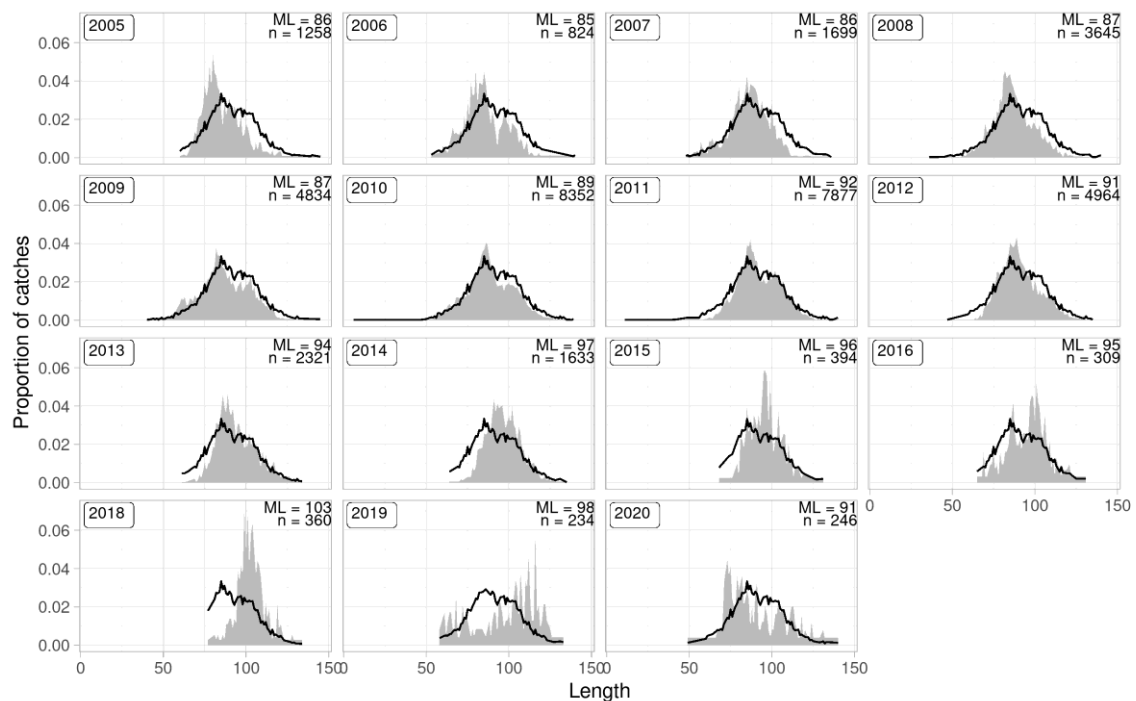 2005 ML = 86
n = 1258
2006 ML = 85
n = 824
2007 ML = 86
n = 1699
2008 ML = 87
n = 3645
0.06
0.04
0.02
0.00
2009 ML = 87
n = 4834
2010 ML = 89
n = 8352
2011 ML = 92
n = 7877
2012 ML = 91
n = 4964
0.06
0.04
0.02
0.00
2013 ML = 94
n = 2321
2014 ML = 97
n = 1633
2015 ML = 96
n = 394
2016 ML = 95
n = 309
0.06
0.04
0.02
0.00
0 50 100 150
2018 ML = 103
n = 360
2019 ML = 98
n = 234
2020 ML = 91
n = 246
0.06
0.04
0.02
0.00
0 50 100 150
0 50 100 150
0 50 100 150
Proportion of catches
Length